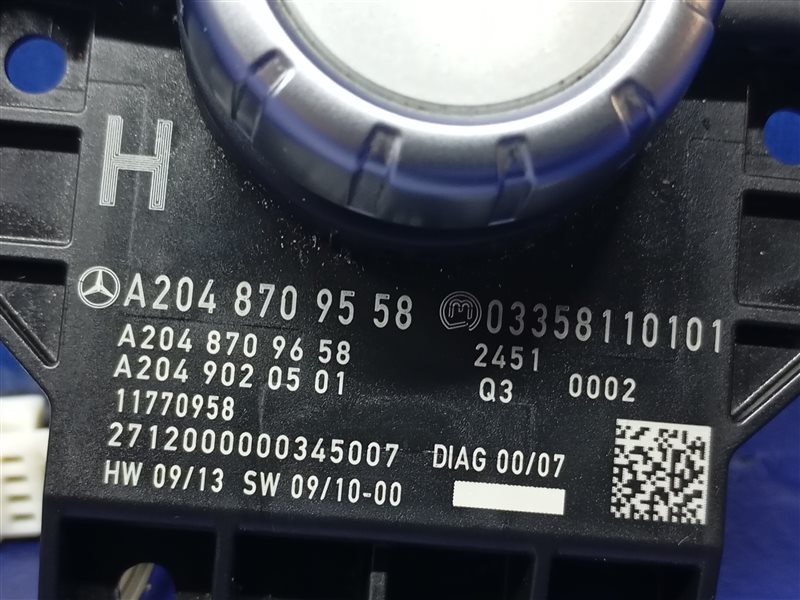 H
A204 870 95 58 03358110101
A204 870 96 58 2451
A204 902 05 01 Q3 0002
11770958
2712000000345007 DIAG 00/07
HW 09/13 SW 09/10-00